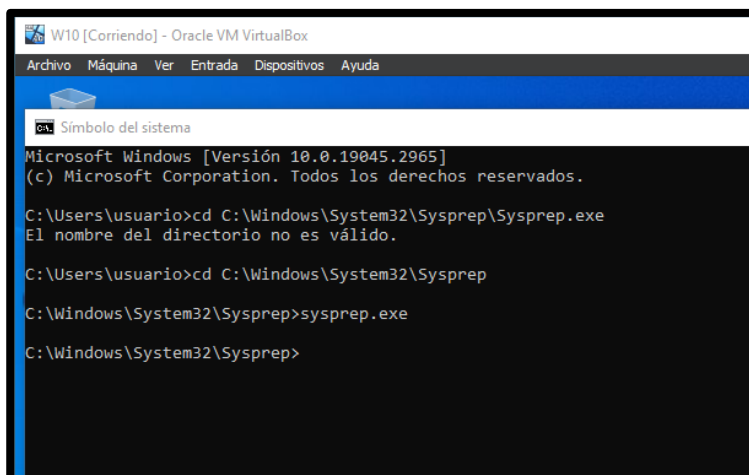 W10 [Corriendo] - Oracle VM VirtualBox
Archivo Máquina Ver Entrada Dispositivos Ayuda
Símbolo del sistema
Microsoft Windows [Versión 10.0.19045.2965]
(c) Microsoft Corporation. Todos los derechos reservados.
C:\Users\usuario>cd C:\Windows\System32\Sysprep\Sysprep.exe
El nombre del directorio no es válido.
C:\Users\usuario>cd C:\Windows\System32\Sysprep
C:\Windows\System32\Sysprep>sysprep.exe
C:\Windows\System32\Sysprep>